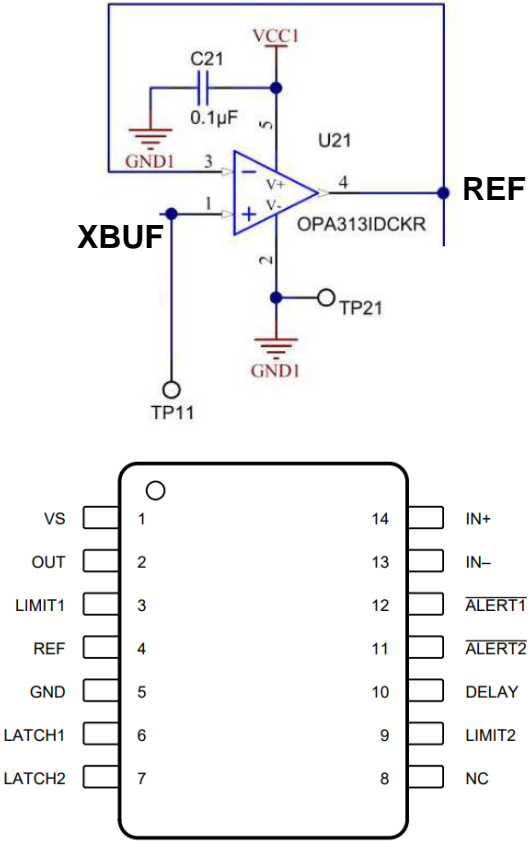 VCC1
C21
0.1µF
GND1
5
U21
3
V+
4
REF
1
V-
XBUF
OPA313IDCKR
2
TP21
GND1
TP11
VS 1 14 IN+
OUT 2 13 IN–
LIMIT1 3 12 ALERT1
REF 4 11 ALERT2
GND 5 10 DELAY
LATCH1 6 9 LIMIT2
LATCH2 7 8 NC